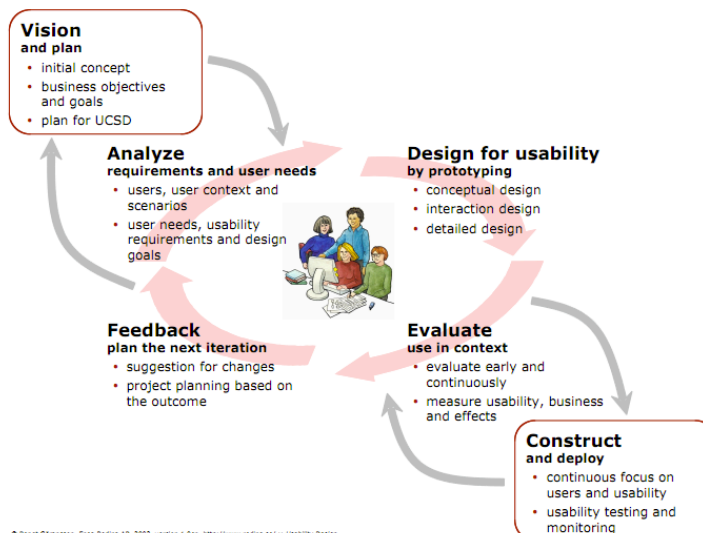 Vision
and plan
• initial concept
• business objectives
and goals
• plan for UCSD
Analyze
requirements and user needs
• users, user context and
scenarios
• user needs, usability
requirements and design
goals
Design for usability
by prototyping
• conceptual design
• interaction design
• detailed design
Feedback
plan the next iteration
• suggestion for changes
• project planning based on
the outcome
Evaluate
use in context
• evaluate early and
continuously
• measure usability, business
and effects
Construct
and deploy
• continuous focus on
users and usability
• usability testing and
monitoring